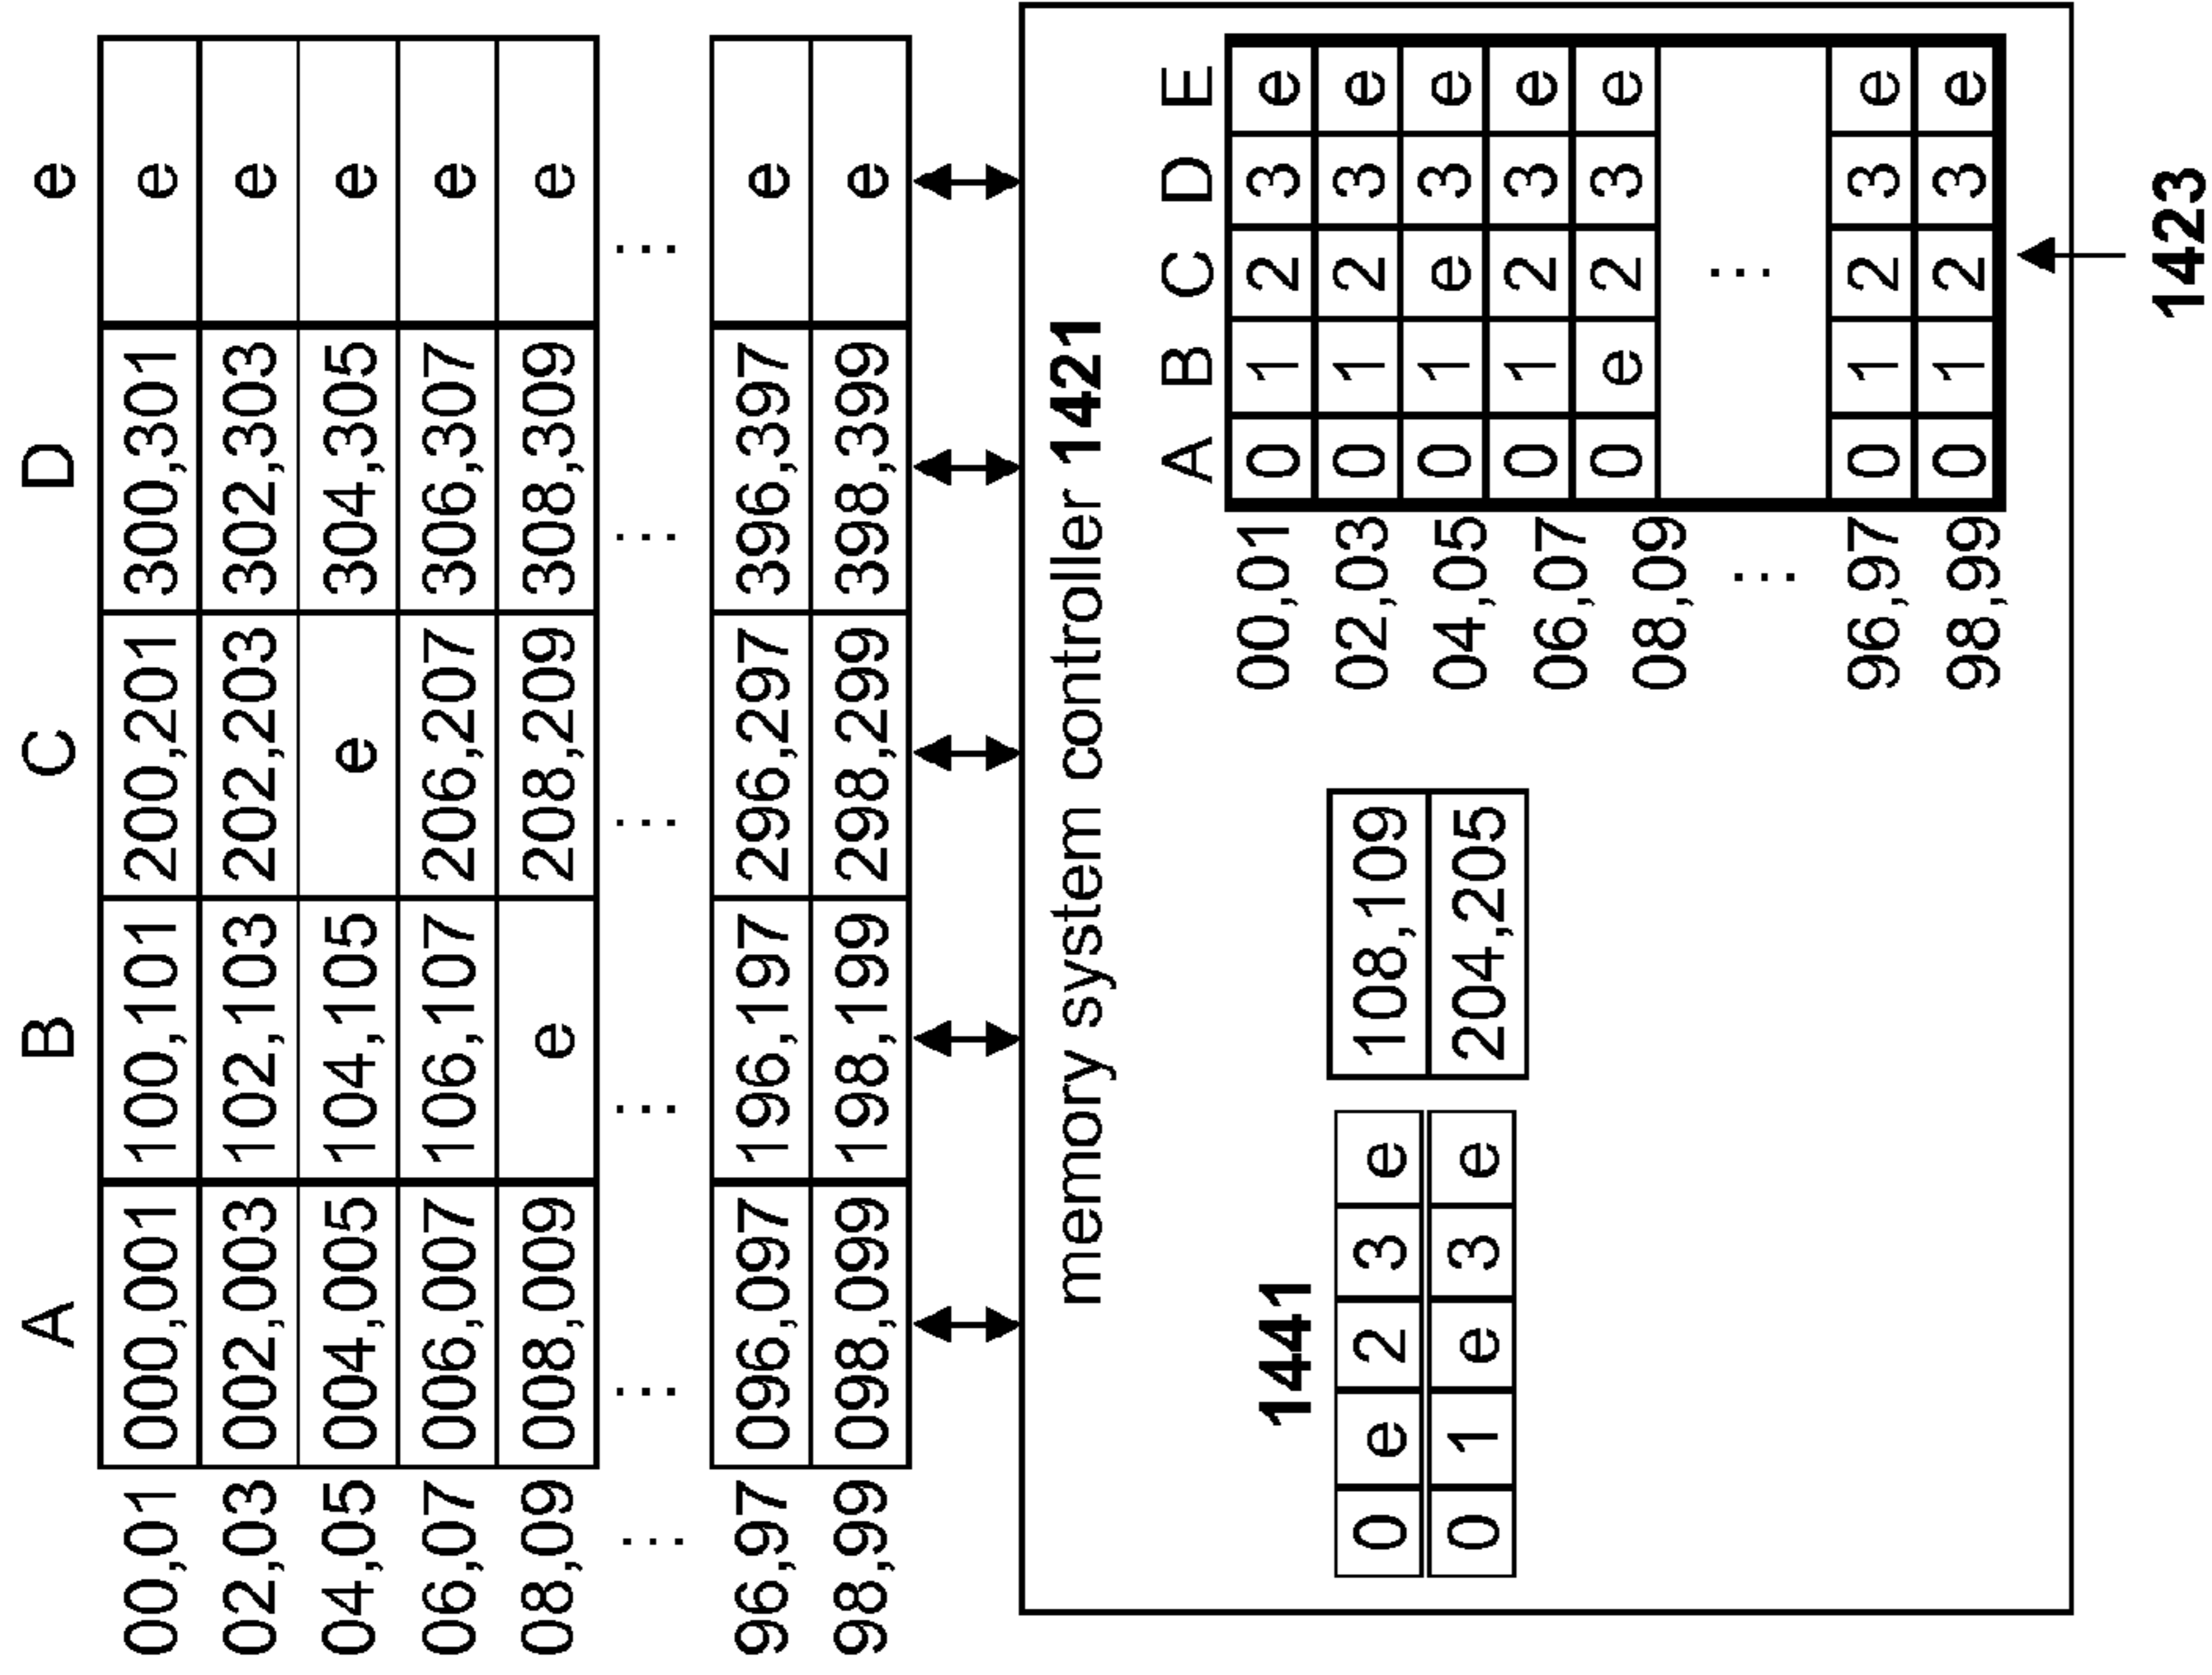 A B C D e
00,01 000,001 100,101 200,201 300,301 e
02,03 002,003 102,103 202,203 302,303 e
04,05 004,005 104,105 e 304,305 e
06,07 006,007 106,107 206,207 306,307 e
08,09 008,009 e 208,209 308,309 e
... ... ... ... ... ...
96,97 096,097 196,197 296,297 396,397 e
98,99 098,099 198,199 298,299 398,399 e
memory system controller 1421
A B C D E
1441
00,01 0 1 2 3 e
02,03 0 1 2 3 e
04,05 0 1 e 3 e
06,07 0 1 2 3 e
08,09 0 e 2 3 e
... ...
96,97 0 1 2 3 e
98,99 0 1 2 3 e
0 e 2 3 e 108,109
0 1 e 3 e 204,205
1423